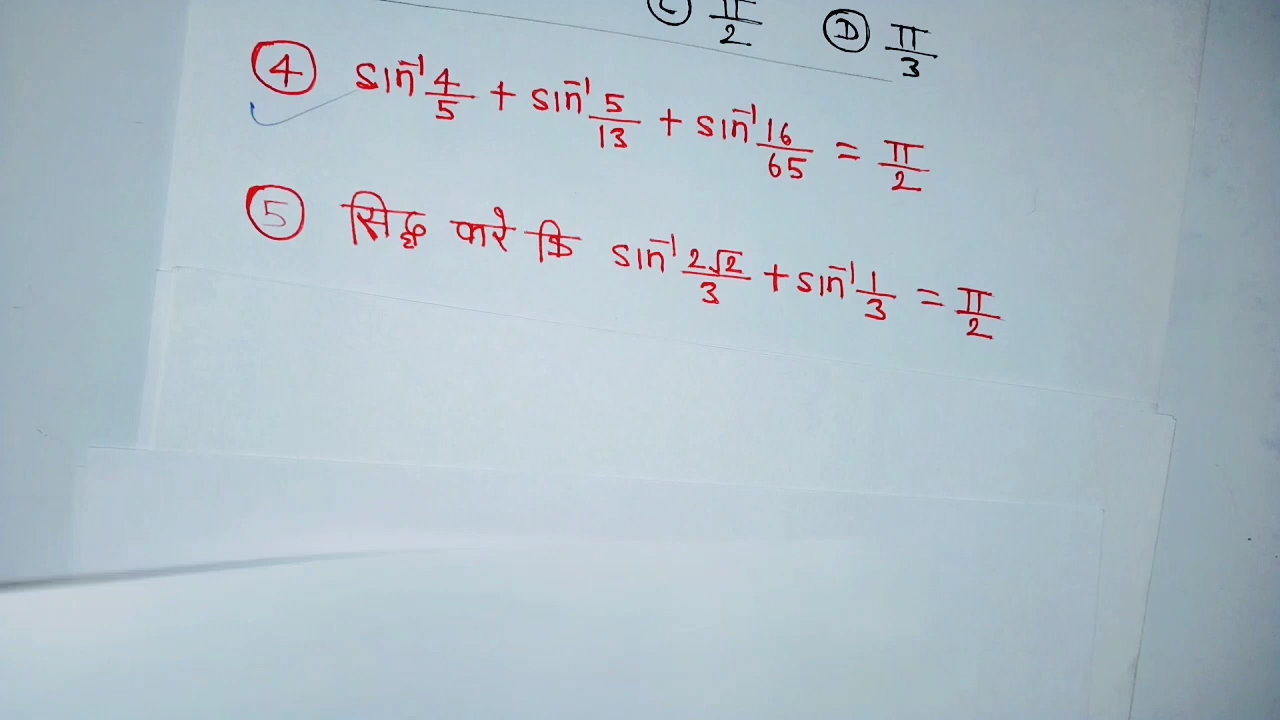 Ⓒ π/2 Ⓓ π/3
④ sin⁻¹ 4/5 + sin⁻¹ 5/13 + sin⁻¹ 16/65 = π/2
⑤ सिद्ध करे कि sin⁻¹ 2√2/3 + sin⁻¹ 1/3 = π/2